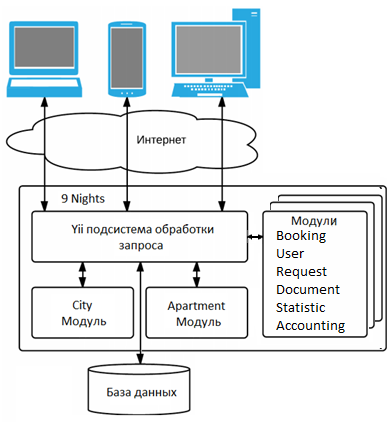 Интернет
9 Nights
Yii подсистема обработки
запроса
Модули
Booking
User
Request
Document
Statistic
Accounting
City
Модуль
Apartment
Модуль
База данных